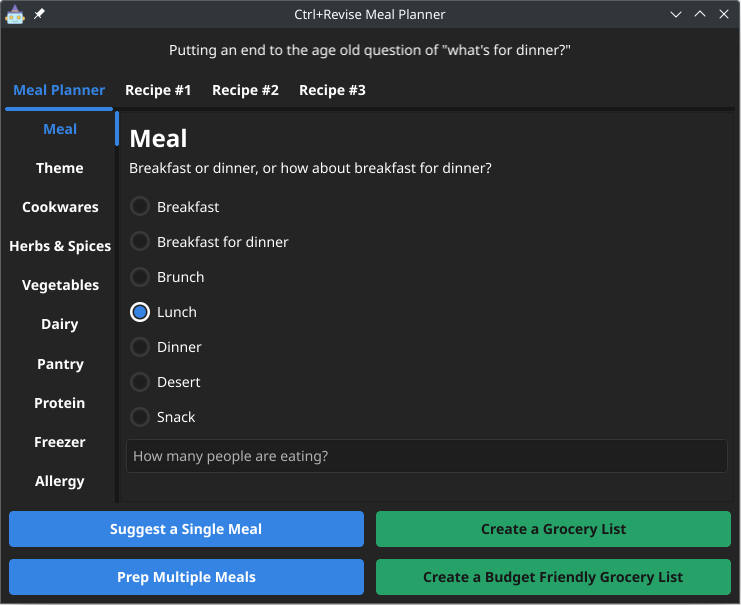 Ctrl+Revise Meal Planner
Putting an end to the age old question of "what's for dinner?"
Meal Planner Recipe #1 Recipe #2 Recipe #3
Meal
Theme
Cookwares
Herbs & Spices
Vegetables
Dairy
Pantry
Protein
Freezer
Allergy
Meal
Breakfast or dinner, or how about breakfast for dinner?
Breakfast
Breakfast for dinner
Brunch
Lunch
Dinner
Desert
Snack
How many people are eating?
Suggest a Single Meal
Create a Grocery List
Prep Multiple Meals
Create a Budget Friendly Grocery List